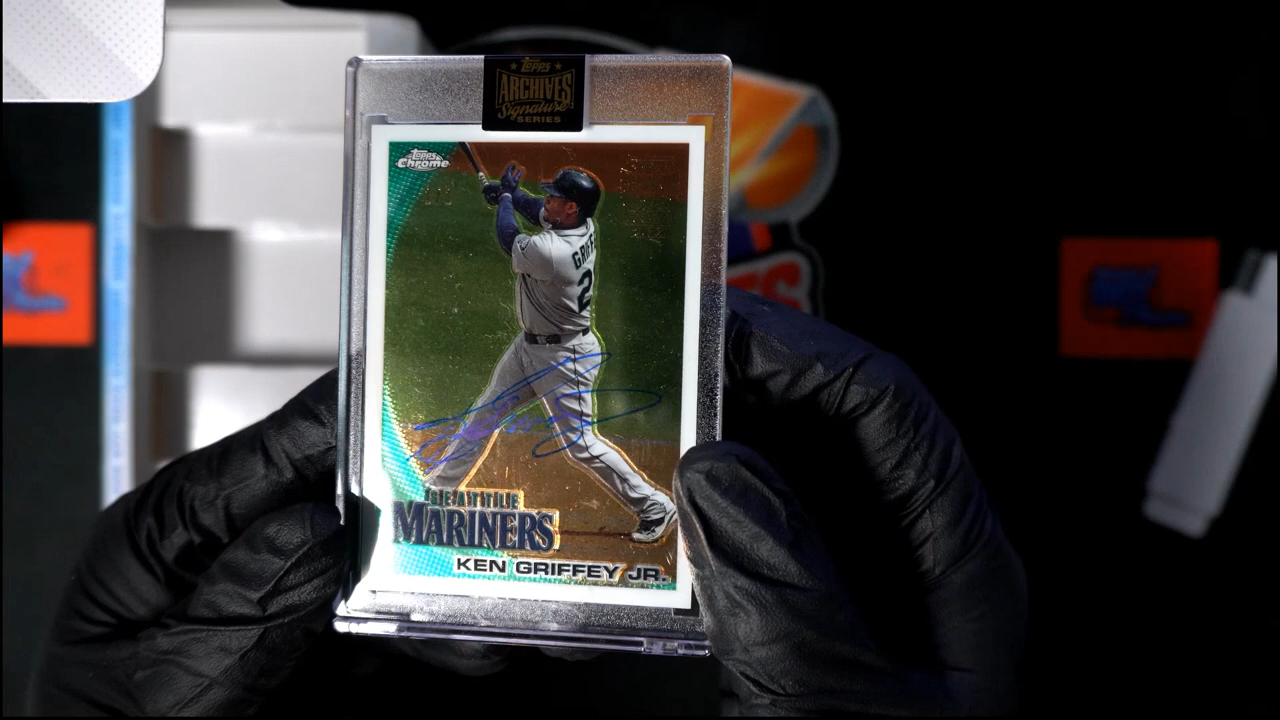 Topps
ARCHIVES
Signature
SERIES
Topps
Chrome
GRIFF
2
SEATTLE
MARINERS
KEN GRIFFEY JR.